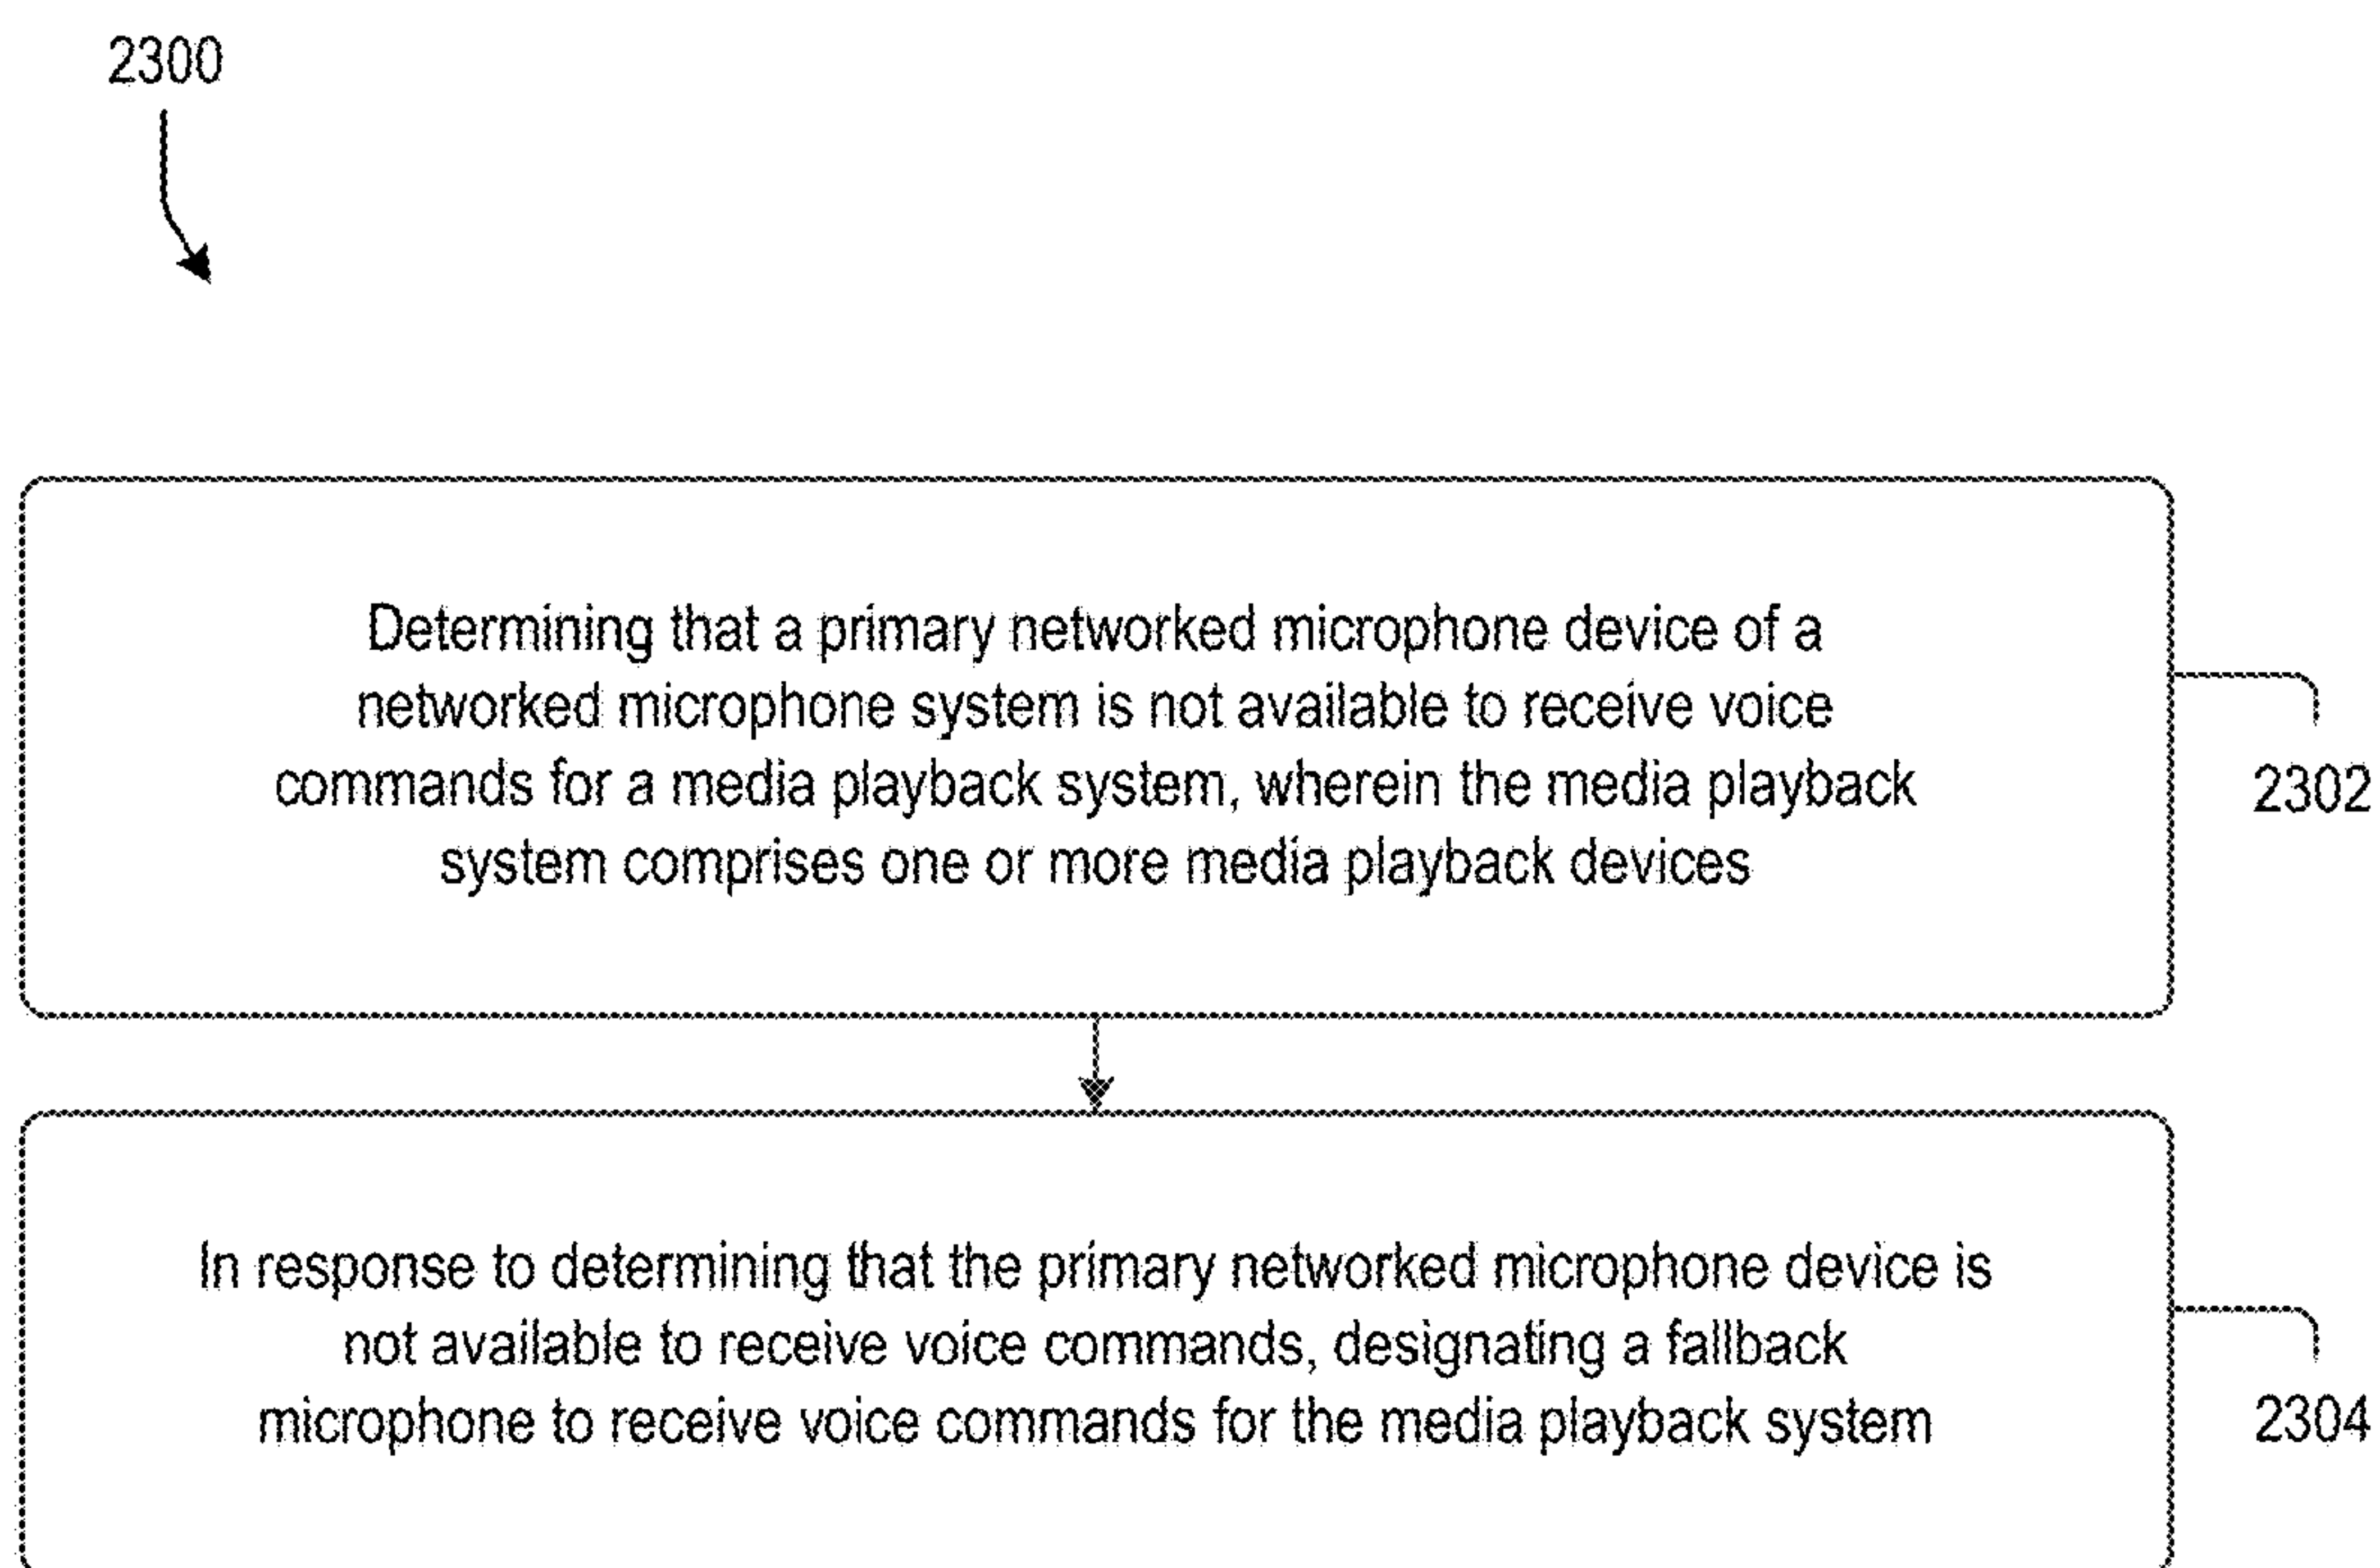 2300
Determining that a primary networked microphone device of a
networked microphone system is not available to receive voice
commands for a media playback system, wherein the media playback
system comprises one or more media playback devices
2302
In response to determining that the primary networked microphone device is
not available to receive voice commands, designating a fallback
microphone to receive voice commands for the media playback system
2304